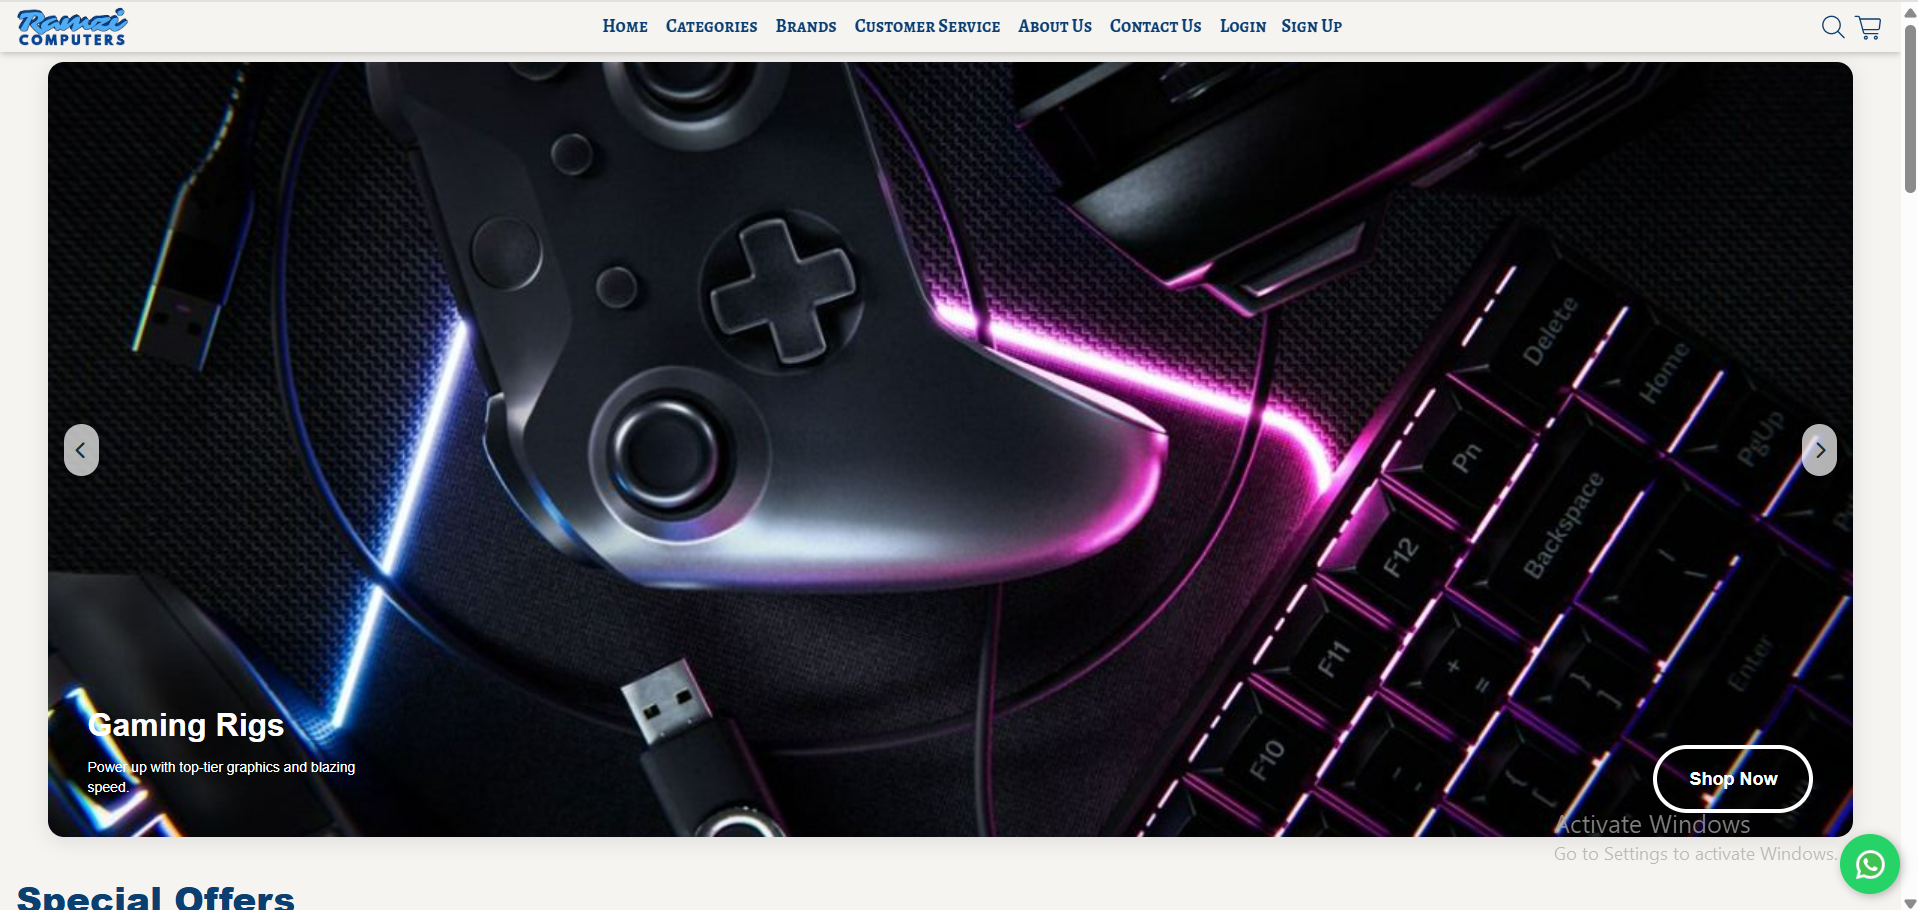 Ramzi
COMPUTERS
Home Categories Brands Customer Service About Us Contact Us Login Sign Up
Delete
Home
PgUp
Pn
Backspace
F12
F11
Enter
F10
Gaming Rigs
Power up with top-tier graphics and blazing
speed.
Shop Now
Activate Windows
Go to Settings to activate Windows.
Special Offers